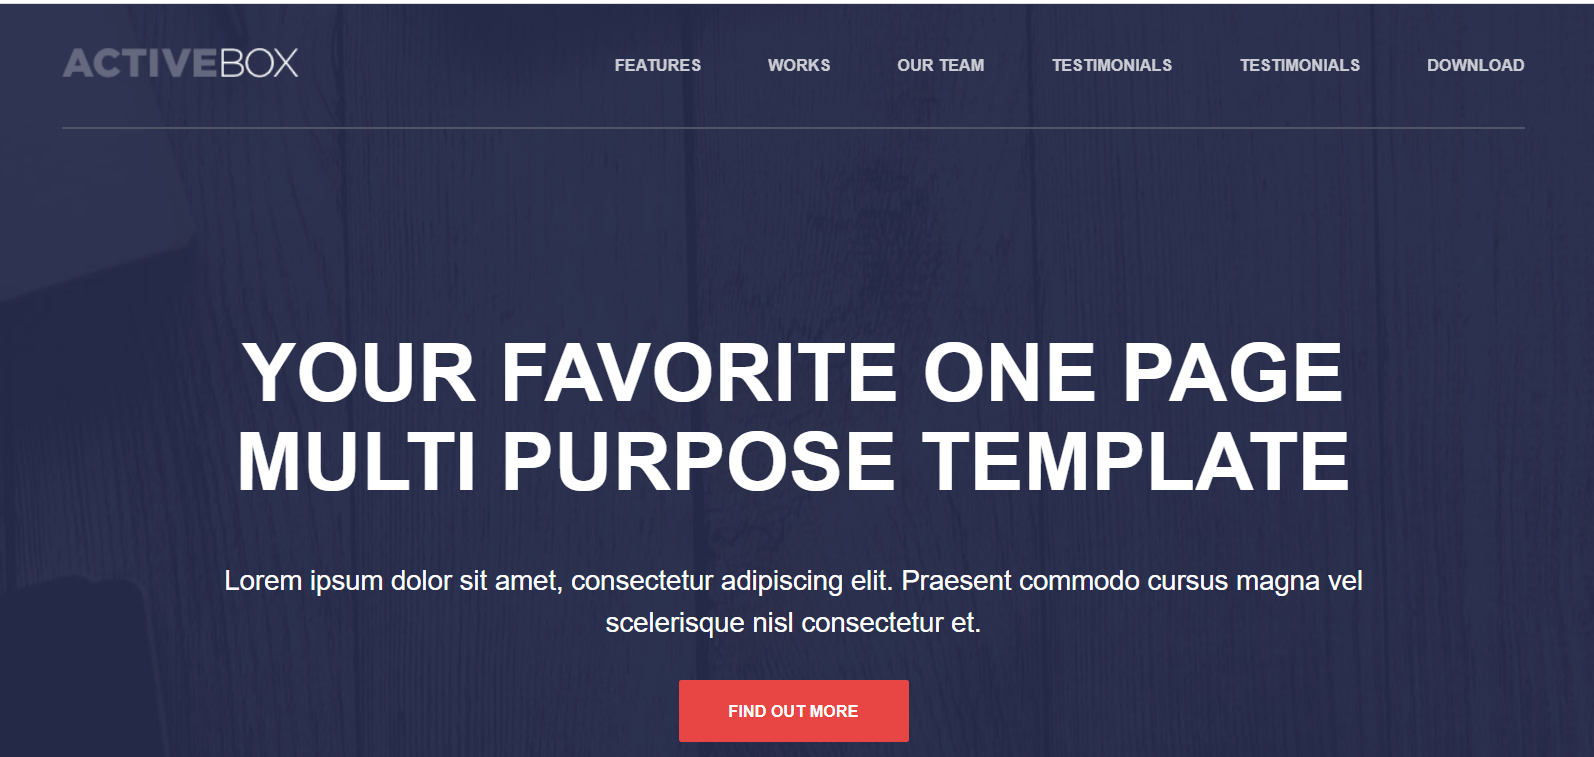 ACTIVEBOX
FEATURES WORKS OUR TEAM TESTIMONIALS TESTIMONIALS DOWNLOAD
YOUR FAVORITE ONE PAGE
MULTI PURPOSE TEMPLATE
Lorem ipsum dolor sit amet, consectetur adipiscing elit. Praesent commodo cursus magna vel
scelerisque nisl consectetur et.
FIND OUT MORE